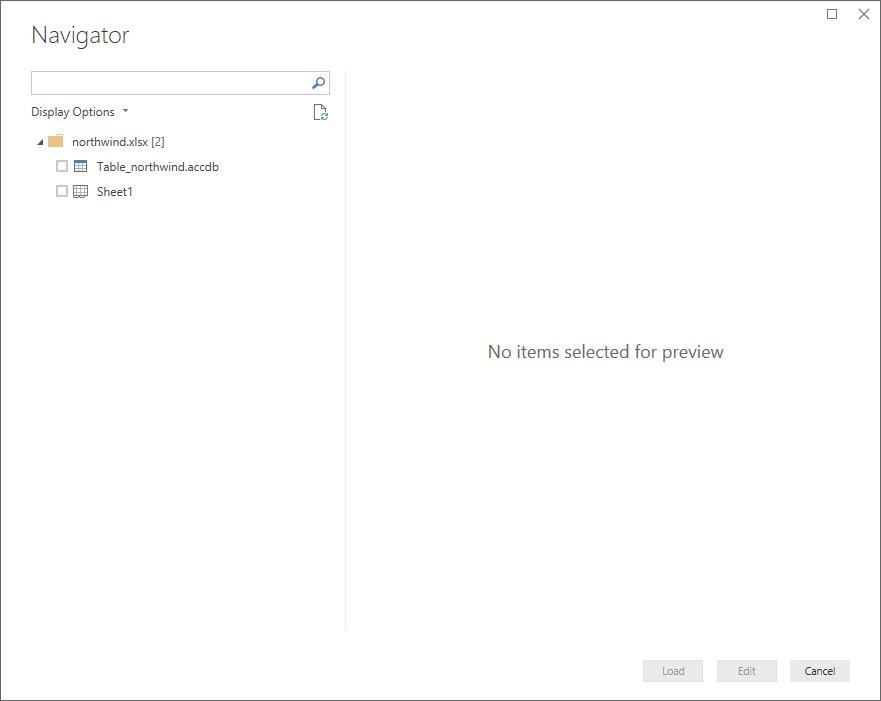 Navigator
Display Options
northwind.xlsx [2]
Table_northwind.accdb
Sheet1
No items selected for preview
Load Edit Cancel